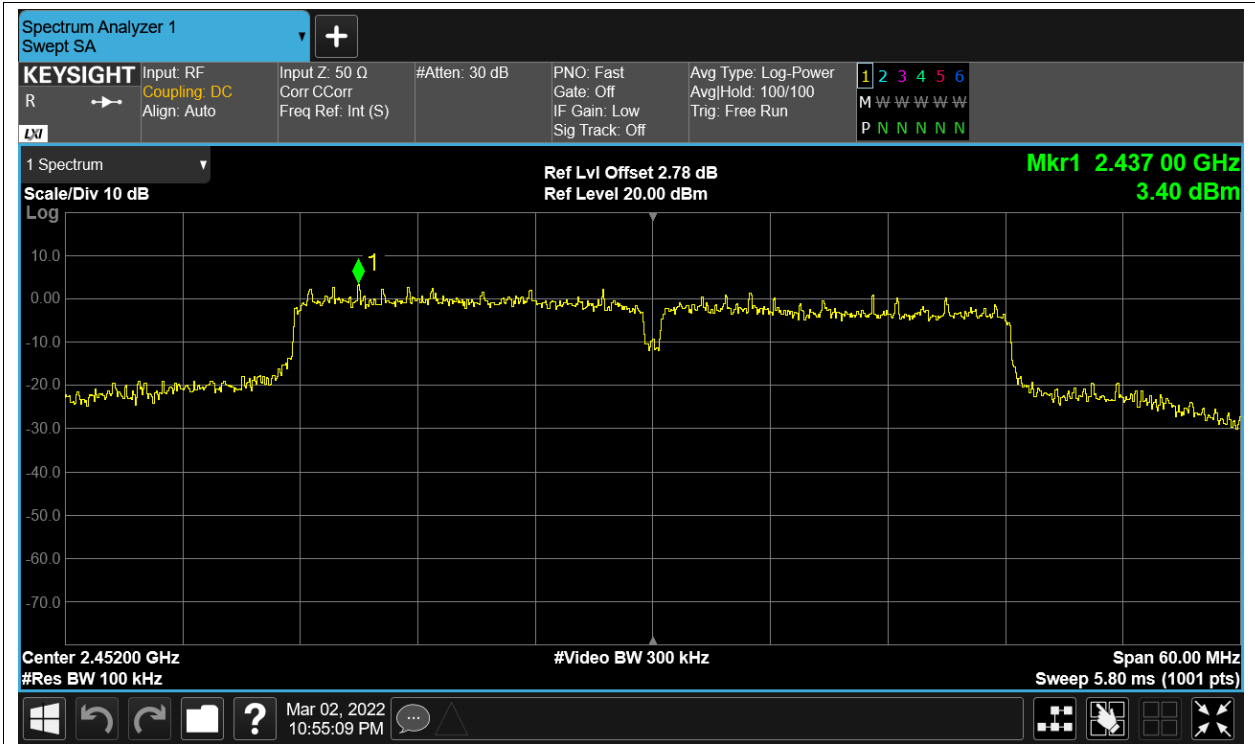 Spectrum Analyzer 1
Swept SA
KEYSIGHT Input: RF Input Z: 50 Ω #Atten: 30 dB PNO: Fast Avg Type: Log-Power 1 2 3 4 5 6
R Coupling: DC Corr CCorr Gate: Off Avg|Hold: 100/100 M W W W W W
Align: Auto Freq Ref: Int (S) IF Gain: Low Trig: Free Run
LXI Sig Track: Off P N N N N N
1 Spectrum Ref Lvl Offset 2.78 dB Mkr1 2.437 00 GHz
Scale/Div 10 dB Ref Level 20.00 dBm 3.40 dBm
Log
10.0
1
0.00
-10.0
-20.0
-30.0
-40.0
-50.0
-60.0
-70.0
Center 2.45200 GHz #Video BW 300 kHz Span 60.00 MHz
#Res BW 100 kHz Sweep 5.80 ms (1001 pts)
? Mar 02, 2022
10:55:09 PM